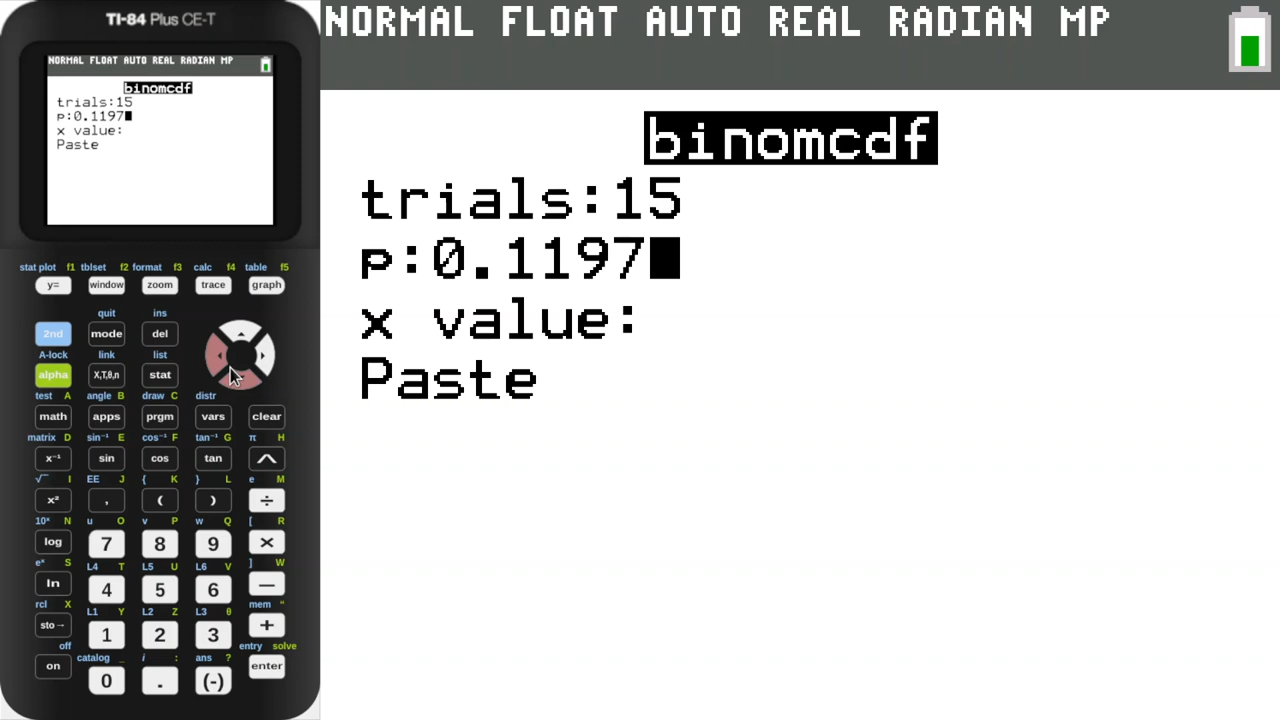 TI-84 Plus CE-T
NORMAL FLOAT AUTO REAL RADIAN MP
binomcdf
trials:15
p:0.1197
x value:
Paste
stat plot f1 tblset f2 format f3 calc f4 table f5
y= window zoom trace graph
quit ins
2nd mode del
A-lock link list
alpha X,T,θ,n stat
test A angle B draw C distr
math apps prgm vars clear
matrix D sin⁻¹ E cos⁻¹ F tan⁻¹ G π H
x⁻¹ sin cos tan ^
√ I EE J { K } L e M
x² , ( ) ÷
10ˣ N u O v P w Q [ R
log 7 8 9 ×
eˣ S L4 T L5 U L6 V ] W
ln 4 5 6 —
rcl X L1 Y L2 Z L3 θ mem "
sto→ 1 2 3 +
off catalog _ i : ans ? entry solve
on 0 . (-) enter
NORMAL FLOAT AUTO REAL RADIAN MP
binomcdf
trials:15
p:0.1197
x value:
Paste